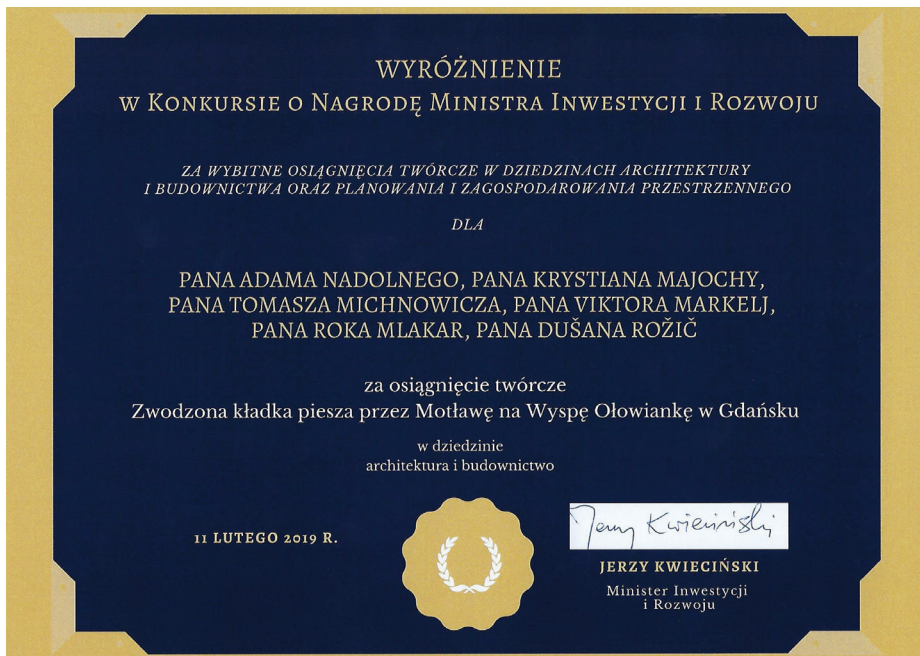 WYRÓŻNIENIE
W KONKURSIE O NAGRODĘ MINISTRA INWESTYCJI I ROZWOJU
ZA WYBITNE OSIĄGNIĘCIA TWÓRCZE W DZIEDZINACH ARCHITEKTURY
I BUDOWNICTWA ORAZ PLANOWANIA I ZAGOSPODAROWANIA PRZESTRZENNEGO
DLA
PANA ADAMA NADOLNEGO, PANA KRYSTIANA MAJOCHY,
PANA TOMASZA MICHNOWICZA, PANA VIKTORA MARKELJ,
PANA ROKA MLAKAR, PANA DUŠANA ROŽIČ
za osiągnięcie twórcze
Zwodzona kładka piesza przez Motławę na Wyspę Ołowiankę w Gdańsku
w dziedzinie
architektura i budownictwo
11 LUTEGO 2019 R.
Jerzy Kwieciński
JERZY KWIECIŃSKI
Minister Inwestycji
i Rozwoju